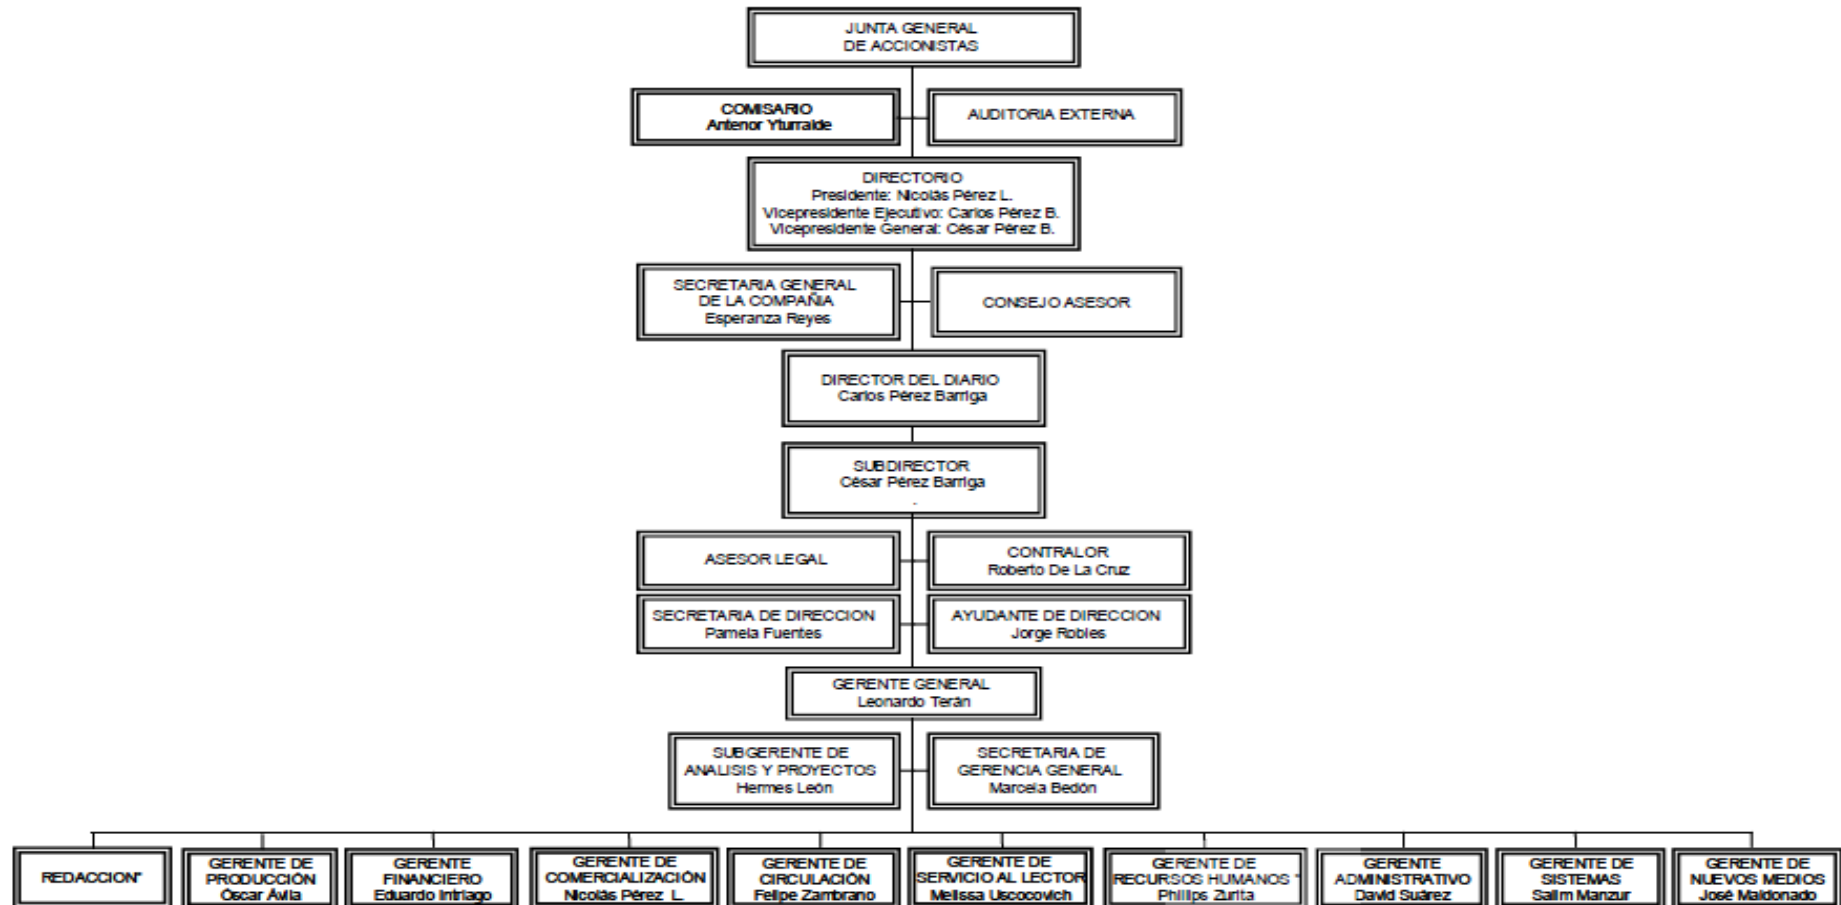 JUNTA GENERAL
DE ACCIONISTAS
COMISARIO
Antenor Yturralde
AUDITORIA EXTERNA
DIRECTORIO
Presidente: Nicolás Pérez L.
Vicepresidente Ejecutivo: Carlos Pérez B.
Vicepresidente General: César Pérez B.
SECRETARIA GENERAL
DE LA COMPAÑIA
Esperanza Reyes
CONSEJO ASESOR
DIRECTOR DEL DIARIO
Carlos Pérez Barriga
SUBDIRECTOR
César Pérez Barriga
ASESOR LEGAL
CONTRALOR
Roberto De La Cruz
SECRETARIA DE DIRECCION
Pamela Fuentes
AYUDANTE DE DIRECCION
Jorge Robles
GERENTE GENERAL
Leonardo Terán
SUBGERENTE DE
ANALISIS Y PROYECTOS
Hermes León
SECRETARIA DE
GERENCIA GENERAL
Marcela Bedón
REDACCION*
GERENTE DE
PRODUCCIÓN
Óscar Ávila
GERENTE
FINANCIERO
Eduardo Intriago
GERENTE DE
COMERCIALIZACIÓN
Nicolás Pérez L.
GERENTE DE
CIRCULACIÓN
Felipe Zambrano
GERENTE DE
SERVICIO AL LECTOR
Melissa Uscocovich
GERENTE DE
RECURSOS HUMANOS *
Phillips Zurita
GERENTE
ADMINISTRATIVO
David Suárez
GERENTE DE
SISTEMAS
Salim Manzur
GERENTE DE
NUEVOS MEDIOS
José Maldonado